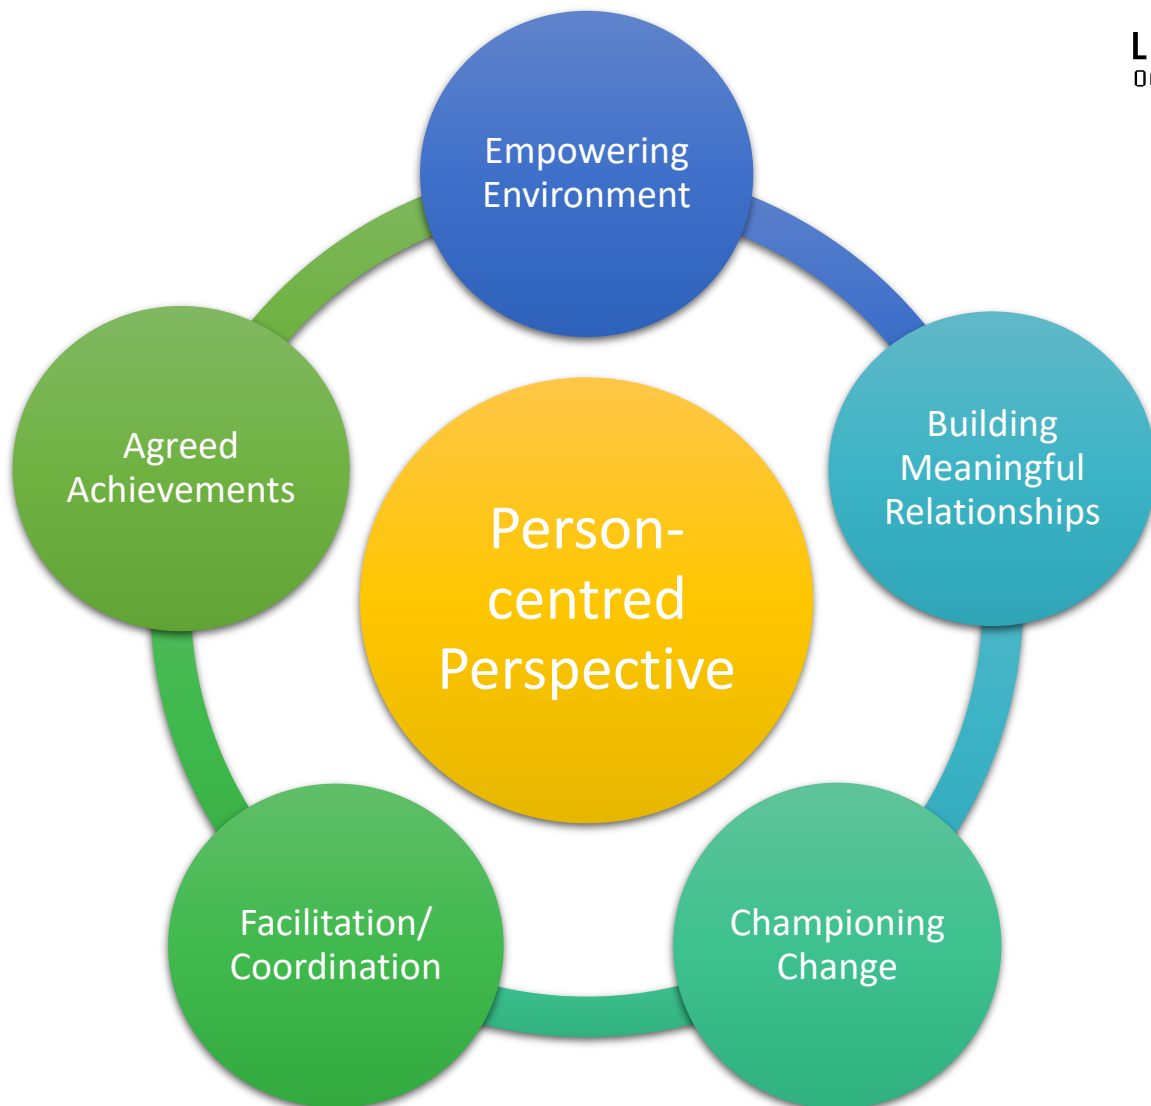 Empowering
Environment
Building
Meaningful
Relationships
Championing
Change
Facilitation/
Coordination
Agreed
Achievements
Person-
centred
Perspective